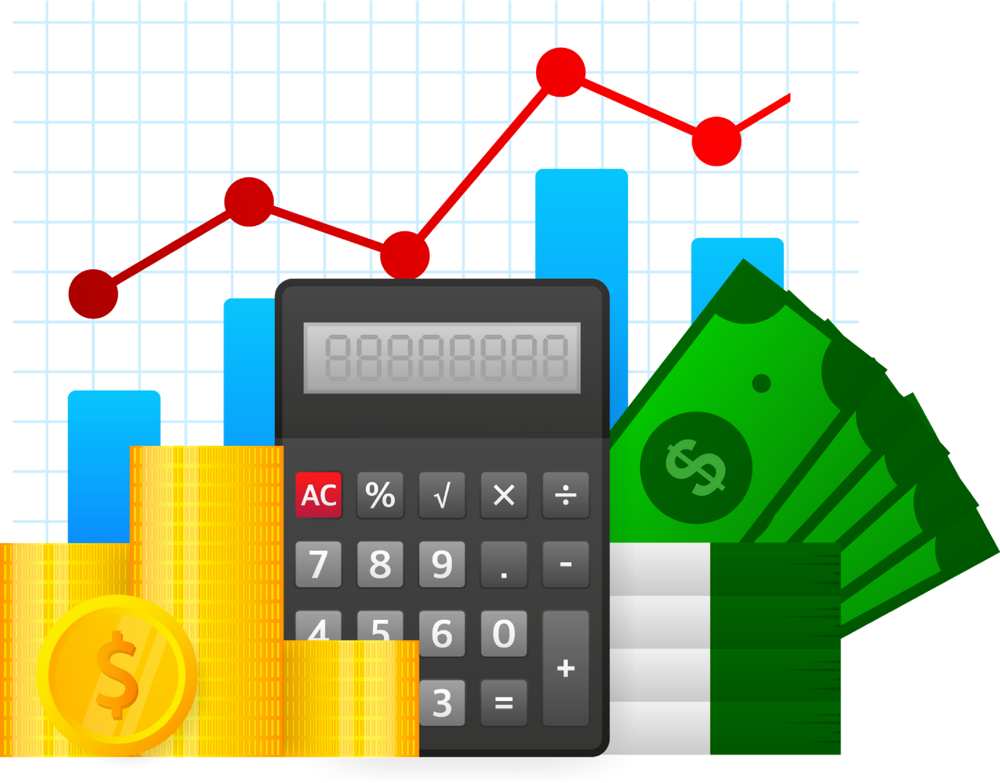 88888888
AC % √ × ÷
7 8 9 . -
4 5 6 0
+
3 =
$
$